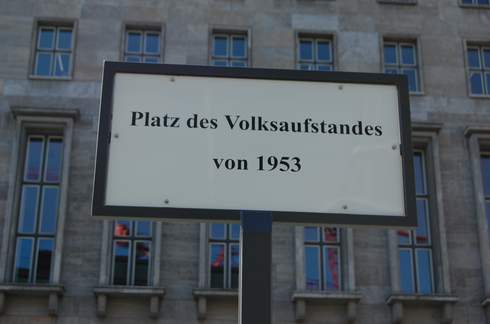 Platz des Volksaufstandes
von 1953